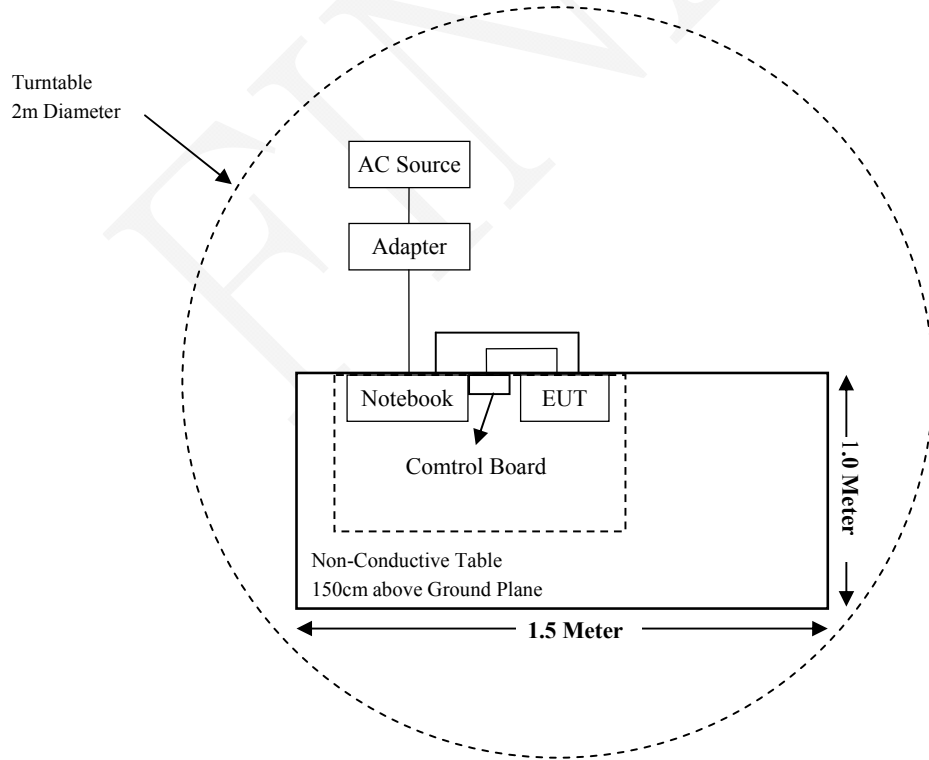 Turntable
2m Diameter
AC Source
Adapter
Notebook
EUT
Comtrol Board
1.0 Meter
Non-Conductive Table
150cm above Ground Plane
1.5 Meter